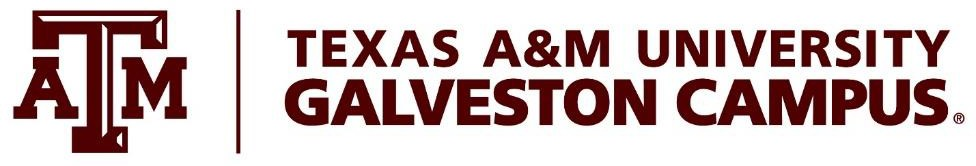 ATM
TEXAS A&M UNIVERSITY
GALVESTON CAMPUS®